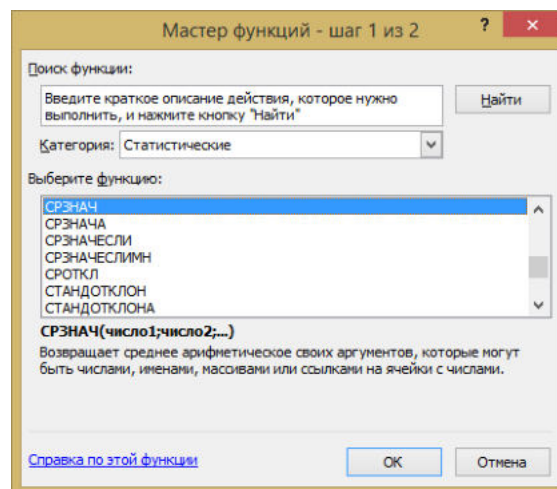 Мастер функций - шаг 1 из 2
? ×
Поиск функции:
Введите краткое описание действия, которое нужно
выполнить, и нажмите кнопку "Найти"
Найти
Категория: Статистические
Выберите функцию:
СРЗНАЧ
СРЗНАЧА
СРЗНАЧЕСЛИ
СРЗНАЧЕСЛИМН
СРОТКЛ
СТАНДОТКЛОН
СТАНДОТКЛОНА
СРЗНАЧ(число1;число2;...)
Возвращает среднее арифметическое своих аргументов, которые могут
быть числами, именами, массивами или ссылками на ячейки с числами.
Справка по этой функции
ОК
Отмена